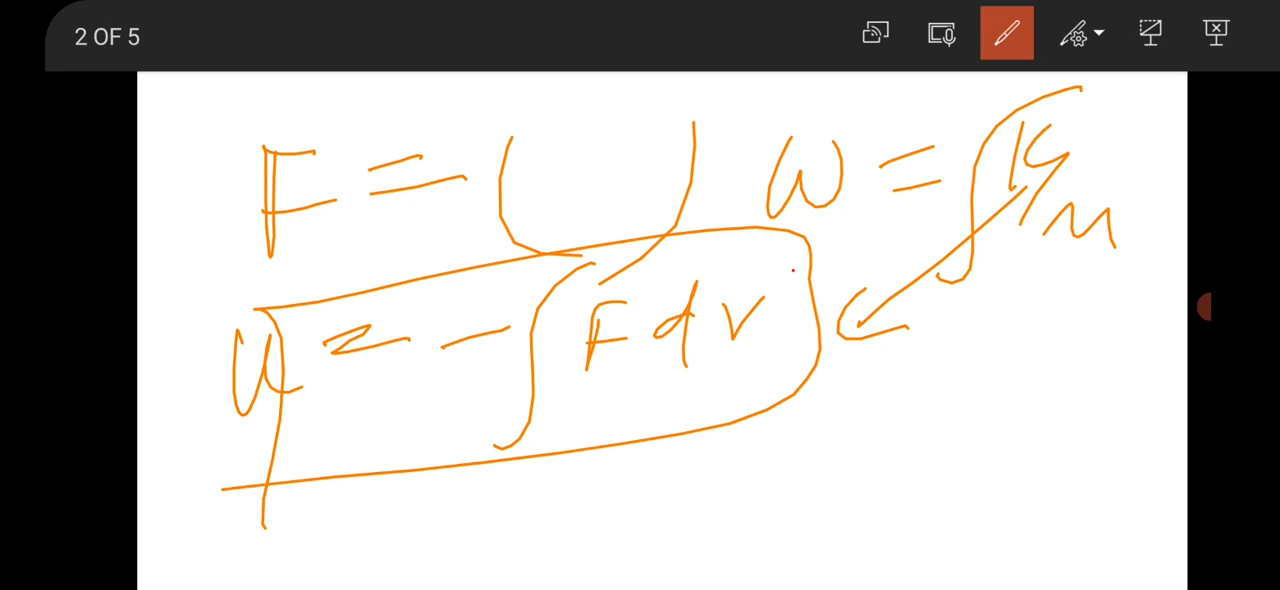 2 OF 5
F = ( ) ω = √K/m
U = - ∫ F dr